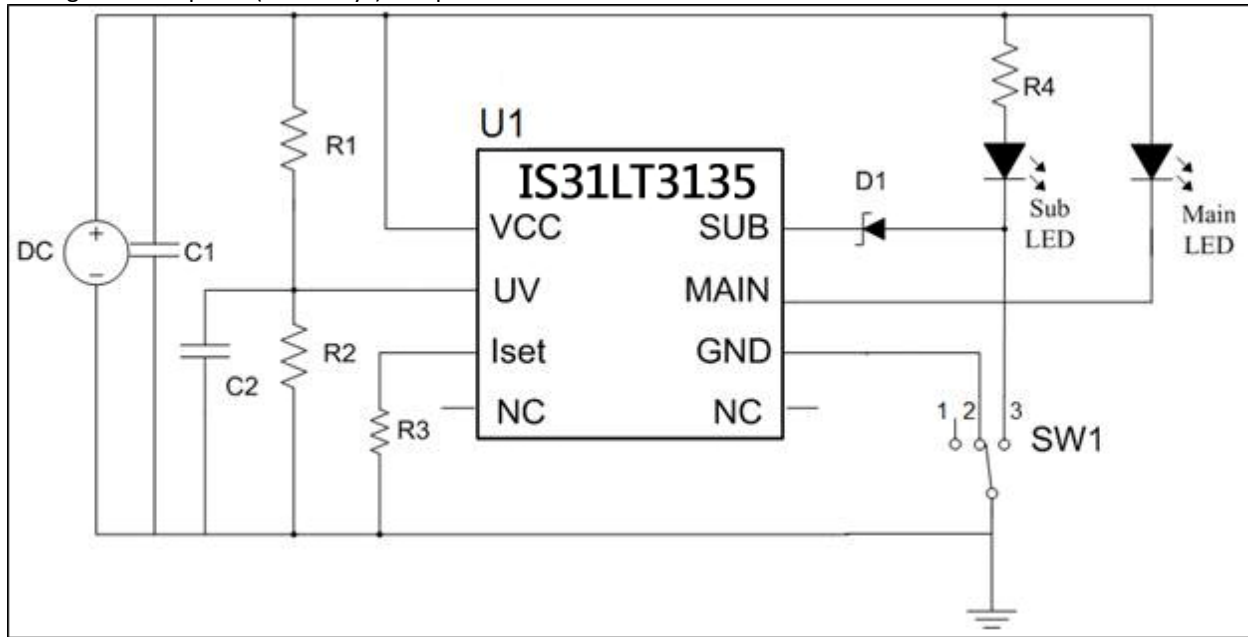 R4
U1
R1
IS31LT3135
D1
VCC
SUB
Sub
LED
Main
LED
DC
+
−
C1
UV
MAIN
R2
Iset
GND
C2
NC
NC
R3
1 2 3
SW1